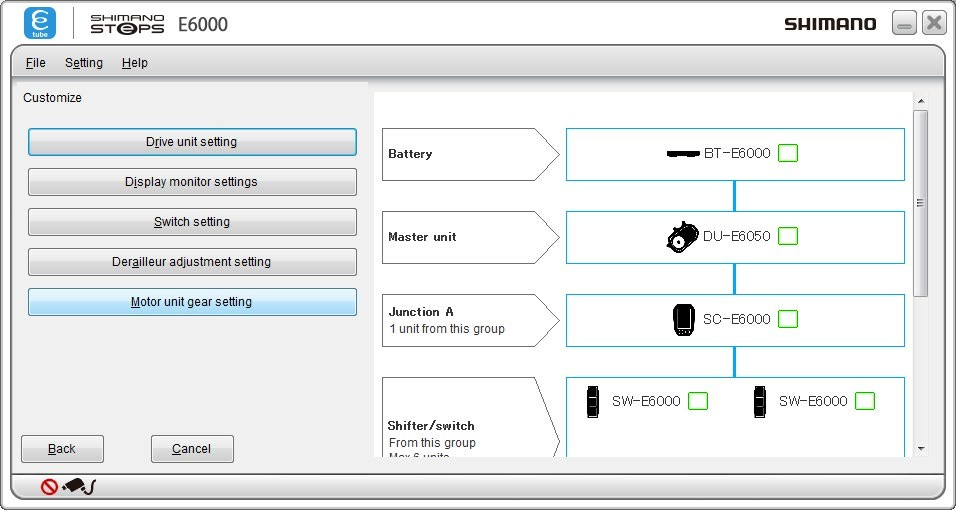 E
tube
SHIMANO
STEPS E6000
SHIMANO
File Setting Help
Customize
Drive unit setting
Display monitor settings
Switch setting
Derailleur adjustment setting
Motor unit gear setting
Back Cancel
Battery
BT-E6000
Master unit
DU-E6050
Junction A
1 unit from this group
SC-E6000
Shifter/switch
From this group
Max 6 units
SW-E6000 SW-E6000